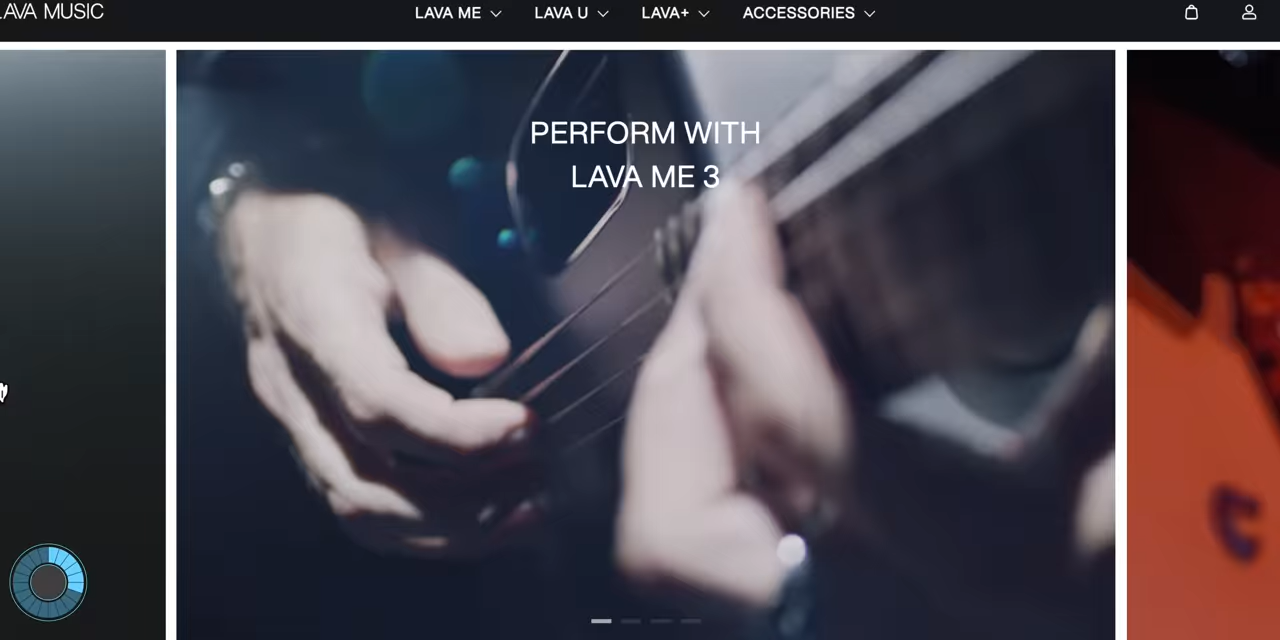 LAVA MUSIC
LAVA ME
LAVA U
LAVA+
ACCESSORIES
PERFORM WITH
LAVA ME 3